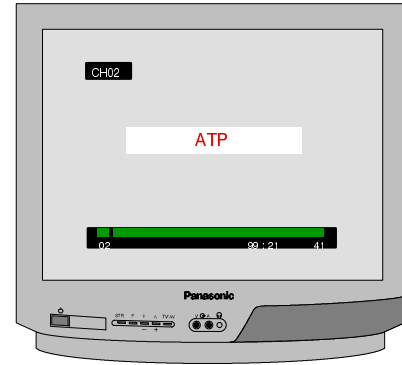 CH02
ATP
02 99:21 41
Panasonic
STR F V Λ TV/AV
− +
V Λ